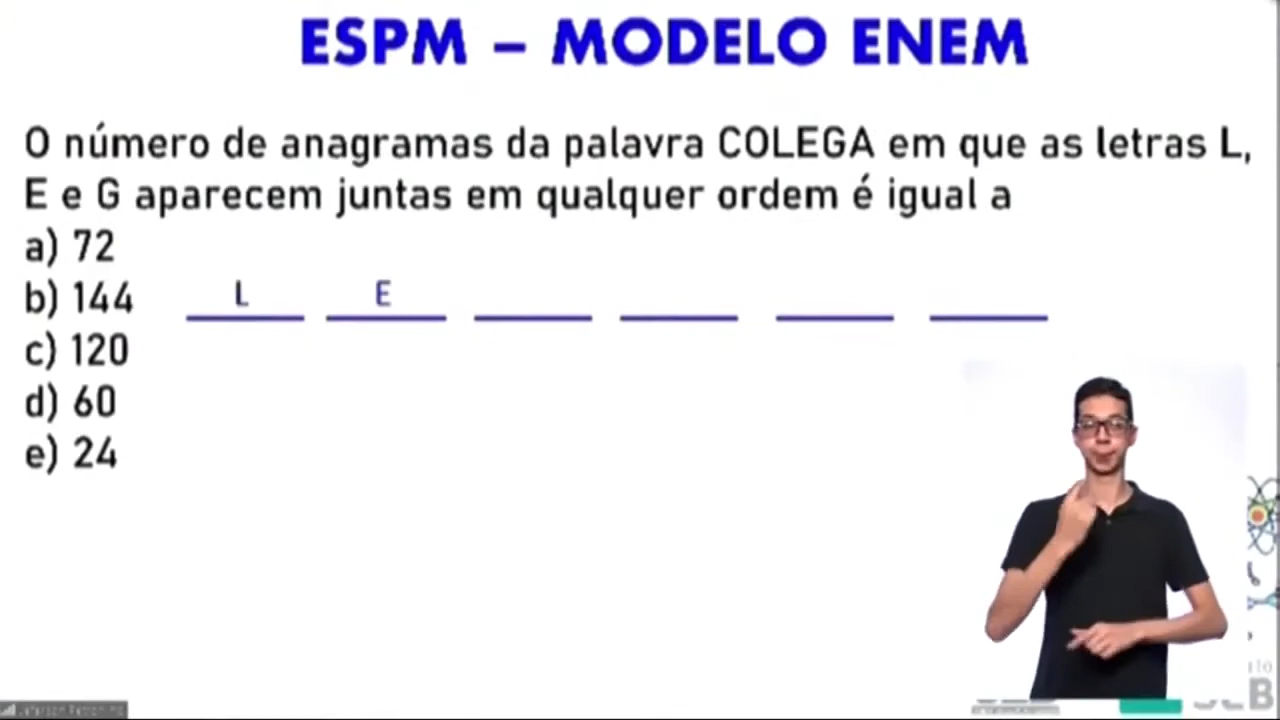 ESPM – MODELO ENEM
O número de anagramas da palavra COLEGA em que as letras L,
E e G aparecem juntas em qualquer ordem é igual a
a) 72
b) 144
L E
c) 120
d) 60
e) 24